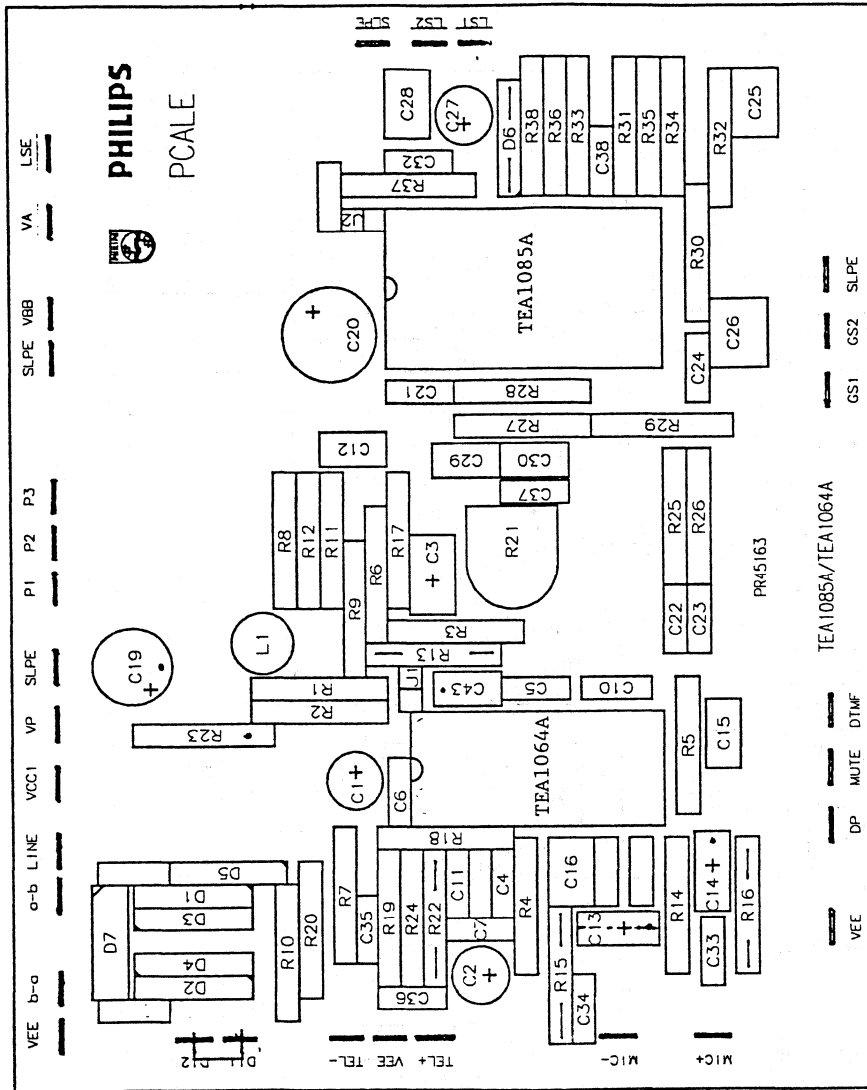 SLPE
LS2
LS1
PHILIPS
PCALE
LSE
VA
VBB
SLPE
P3
P2
P1
SLPE
VP
VCC1
LINE
a-b
b-a
VEE
C28
C27
+
C32
R37
J2
D6
R38
R36
R33
C38
R31
R35
R34
R32
C25
TEA1085A
R30
C20
+
C24
C26
C21
R28
R27
R29
C12
C29
C30
C37
R8
R12
R11
R17
R9
R6
C3
+
R21
R25
R26
C22
C23
PR45163
R3
R13
L1
C19
+
R1
R2
R23
J1
C43
C5
C10
TEA1064A
R5
C15
C1
+
C6
R18
R7
C35
R19
R24
R22
C11
C4
C7
R4
C2
+
C36
C16
C13
+
R14
C14
+
R16
C33
R15
C34
D5
D1
D3
D4
D2
D7
R10
R20
D12
D11
TEL-
VEE
TEL+
MIC-
MIC+
SLPE
GS2
GS1
TEA1085A/TEA1064A
DTMF
MUTE
DP
VEE